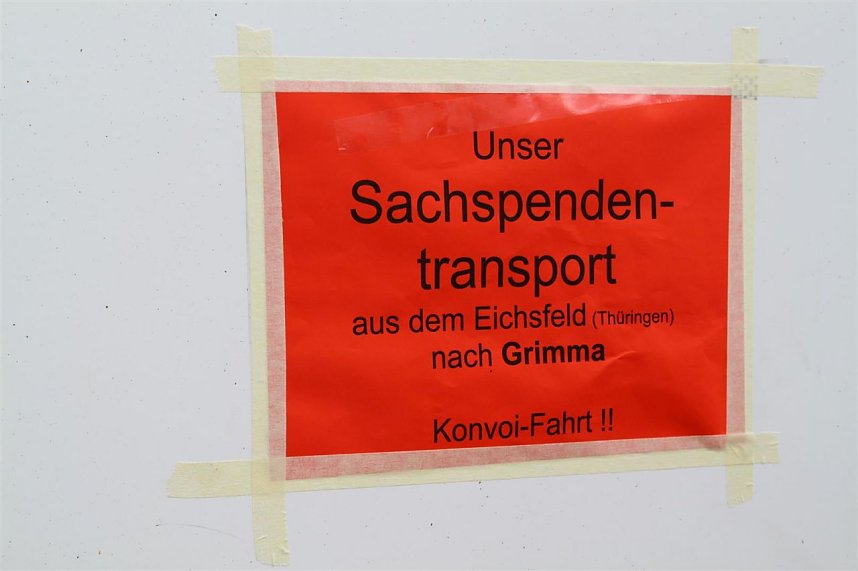 Unser
Sachspenden-
transport
aus dem Eichsfeld (Thüringen)
nach Grimma
Konvoi-Fahrt !!